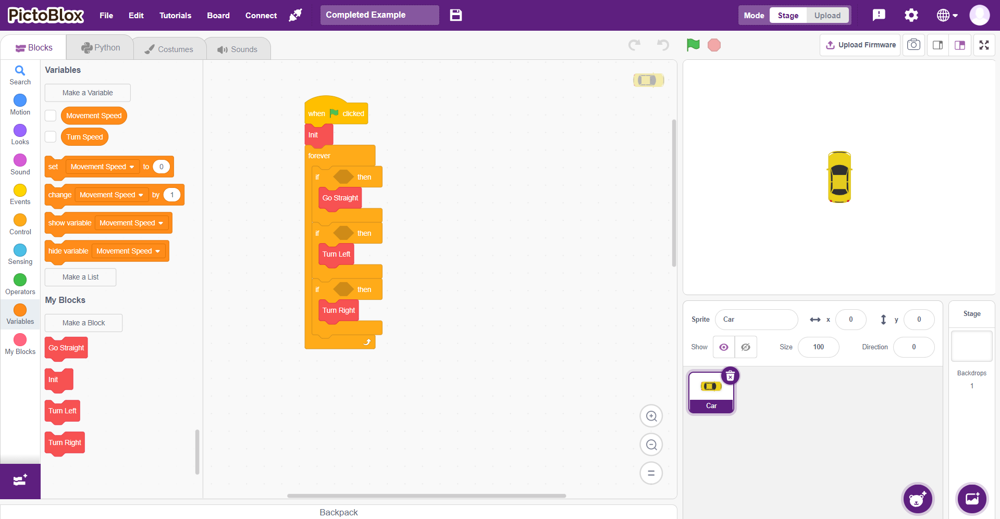 PictoBlox File Edit Tutorials Board Connect Completed Example Mode Stage Upload
Blocks Python Costumes Sounds Upload Firmware
Search
Motion
Looks
Sound
Events
Control
Sensing
Operators
Variables
My Blocks
Variables
Make a Variable
Movement Speed
Turn Speed
set Movement Speed to 0
change Movement Speed by 1
show variable Movement Speed
hide variable Movement Speed
Make a List
My Blocks
Make a Block
Go Straight
Init
Turn Left
Turn Right
when clicked
Init
forever
if then
Go Straight
if then
Turn Left
if then
Turn Right
Backpack
Sprite Car x 0 y 0
Show Size 100 Direction 0
Car
Stage
Backdrops
1